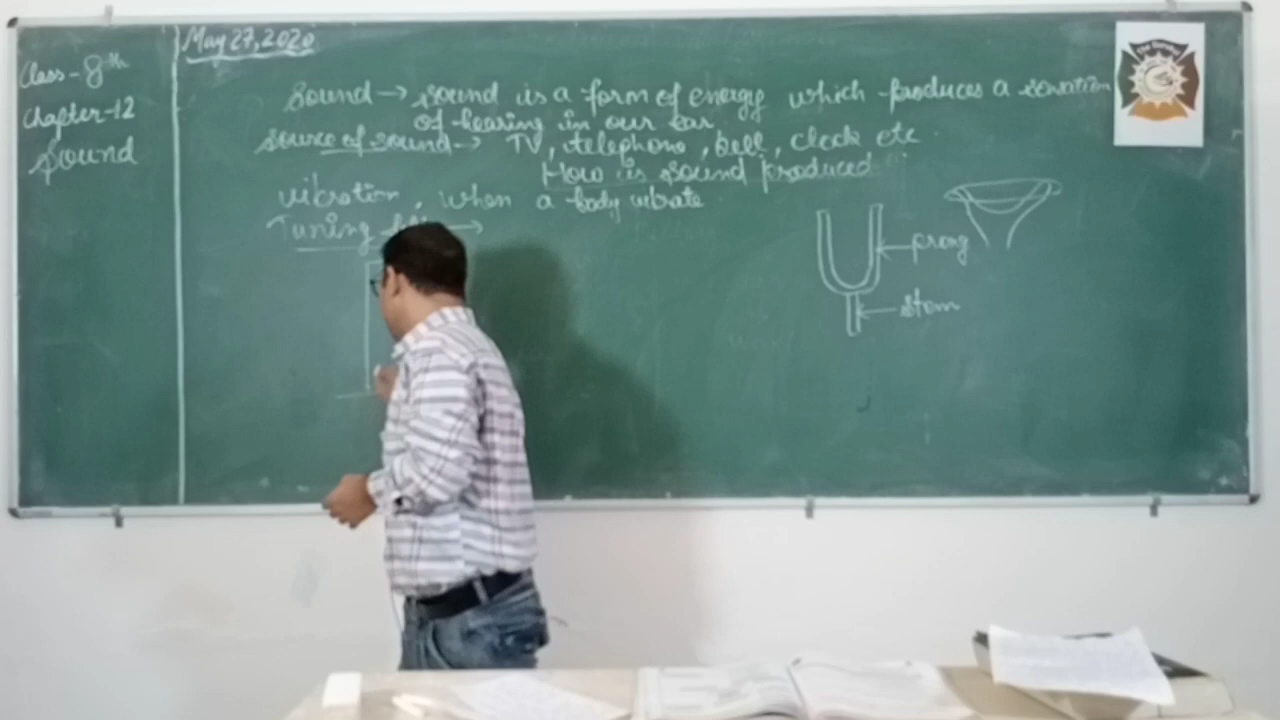 May 27, 2020
Class - 8th
Chapter-12
Sound
Sound → sound is a form of energy which produces a sensation
of hearing in our ear.
source of sound → TV, telephone, bell, clock etc.
How is sound produced
vibration, when a body vibrate.
Tuning →
prong
stem